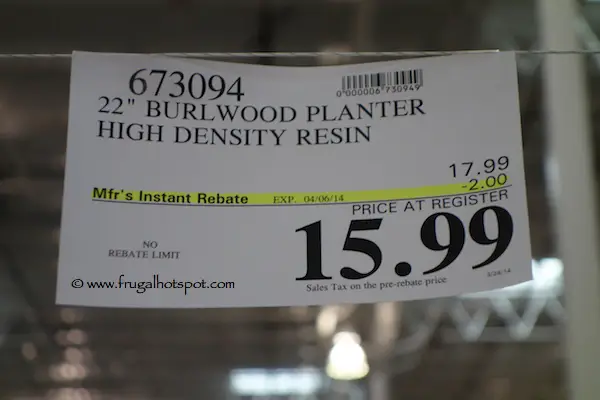 673094
0"000006"730949"
22" BURLWOOD PLANTER
HIGH DENSITY RESIN
17.99
Mfr's Instant Rebate EXP. 04/06/14 -2.00
PRICE AT REGISTER
15.99
NO
REBATE LIMIT
© www.frugalhotspot.com
Sales Tax on the pre-rebate price